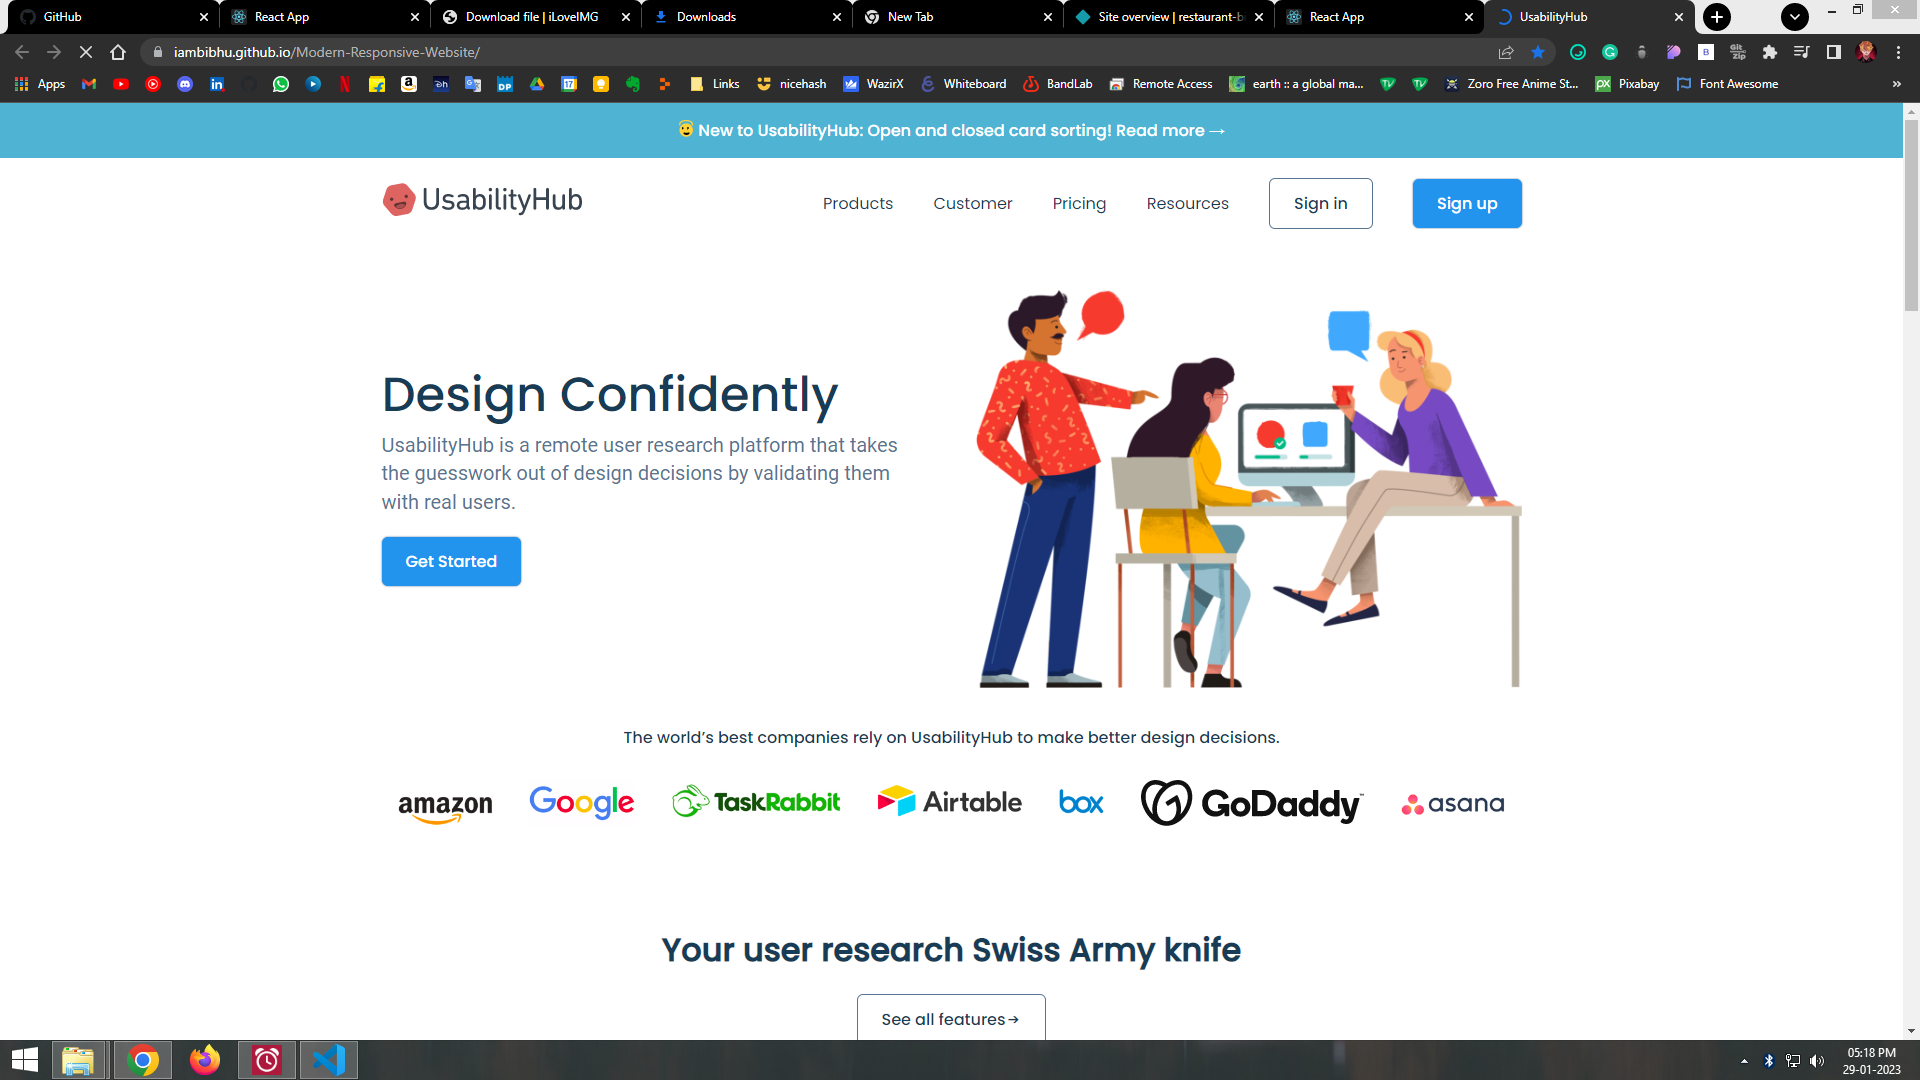 GitHub
React App
Download file | iLoveIMG
Downloads
New Tab
Site overview | restaurant-b
React App
UsabilityHub
iambibhu.github.io/Modern-Responsive-Website/
Apps
Links
nicehash
WazirX
Whiteboard
BandLab
Remote Access
earth :: a global ma...
Zoro Free Anime St...
Pixabay
Font Awesome
»
New to UsabilityHub: Open and closed card sorting! Read more →
UsabilityHub
Products
Customer
Pricing
Resources
Sign in
Sign up
Design Confidently
UsabilityHub is a remote user research platform that takes
the guesswork out of design decisions by validating them
with real users.
Get Started
The world’s best companies rely on UsabilityHub to make better design decisions.
amazon
Google
TaskRabbit
Airtable
box
GoDaddy™
asana
Your user research Swiss Army knife
See all features →
05:18 PM
29-01-2023